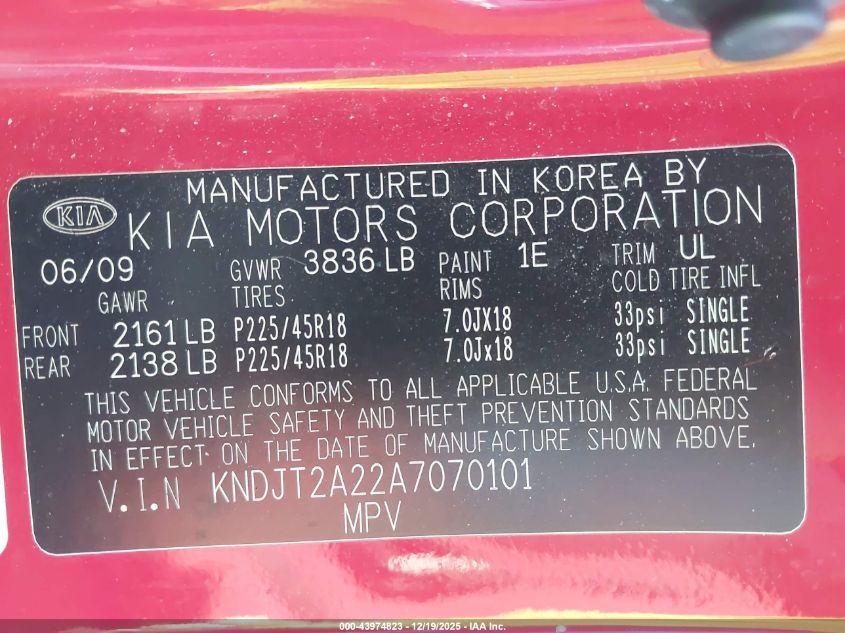 MANUFACTURED IN KOREA BY
KIA KIA MOTORS CORPORATION
06/09 GVWR 3836 LB PAINT 1E TRIM UL
GAWR TIRES RIMS COLD TIRE INFL
FRONT 2161 LB P225/45R18 7.0JX18 33psi SINGLE
REAR 2138 LB P225/45R18 7.0Jx18 33psi SINGLE
THIS VEHICLE CONFORMS TO ALL APPLICABLE U.S.A. FEDERAL
MOTOR VEHICLE SAFETY AND THEFT PREVENTION STANDARDS
IN EFFECT ON THE DATE OF MANUFACTURE SHOWN ABOVE.
V.I.N KNDJT2A22A7070101
MPV
000-43974823 - 12/19/2025 - IAA Inc.